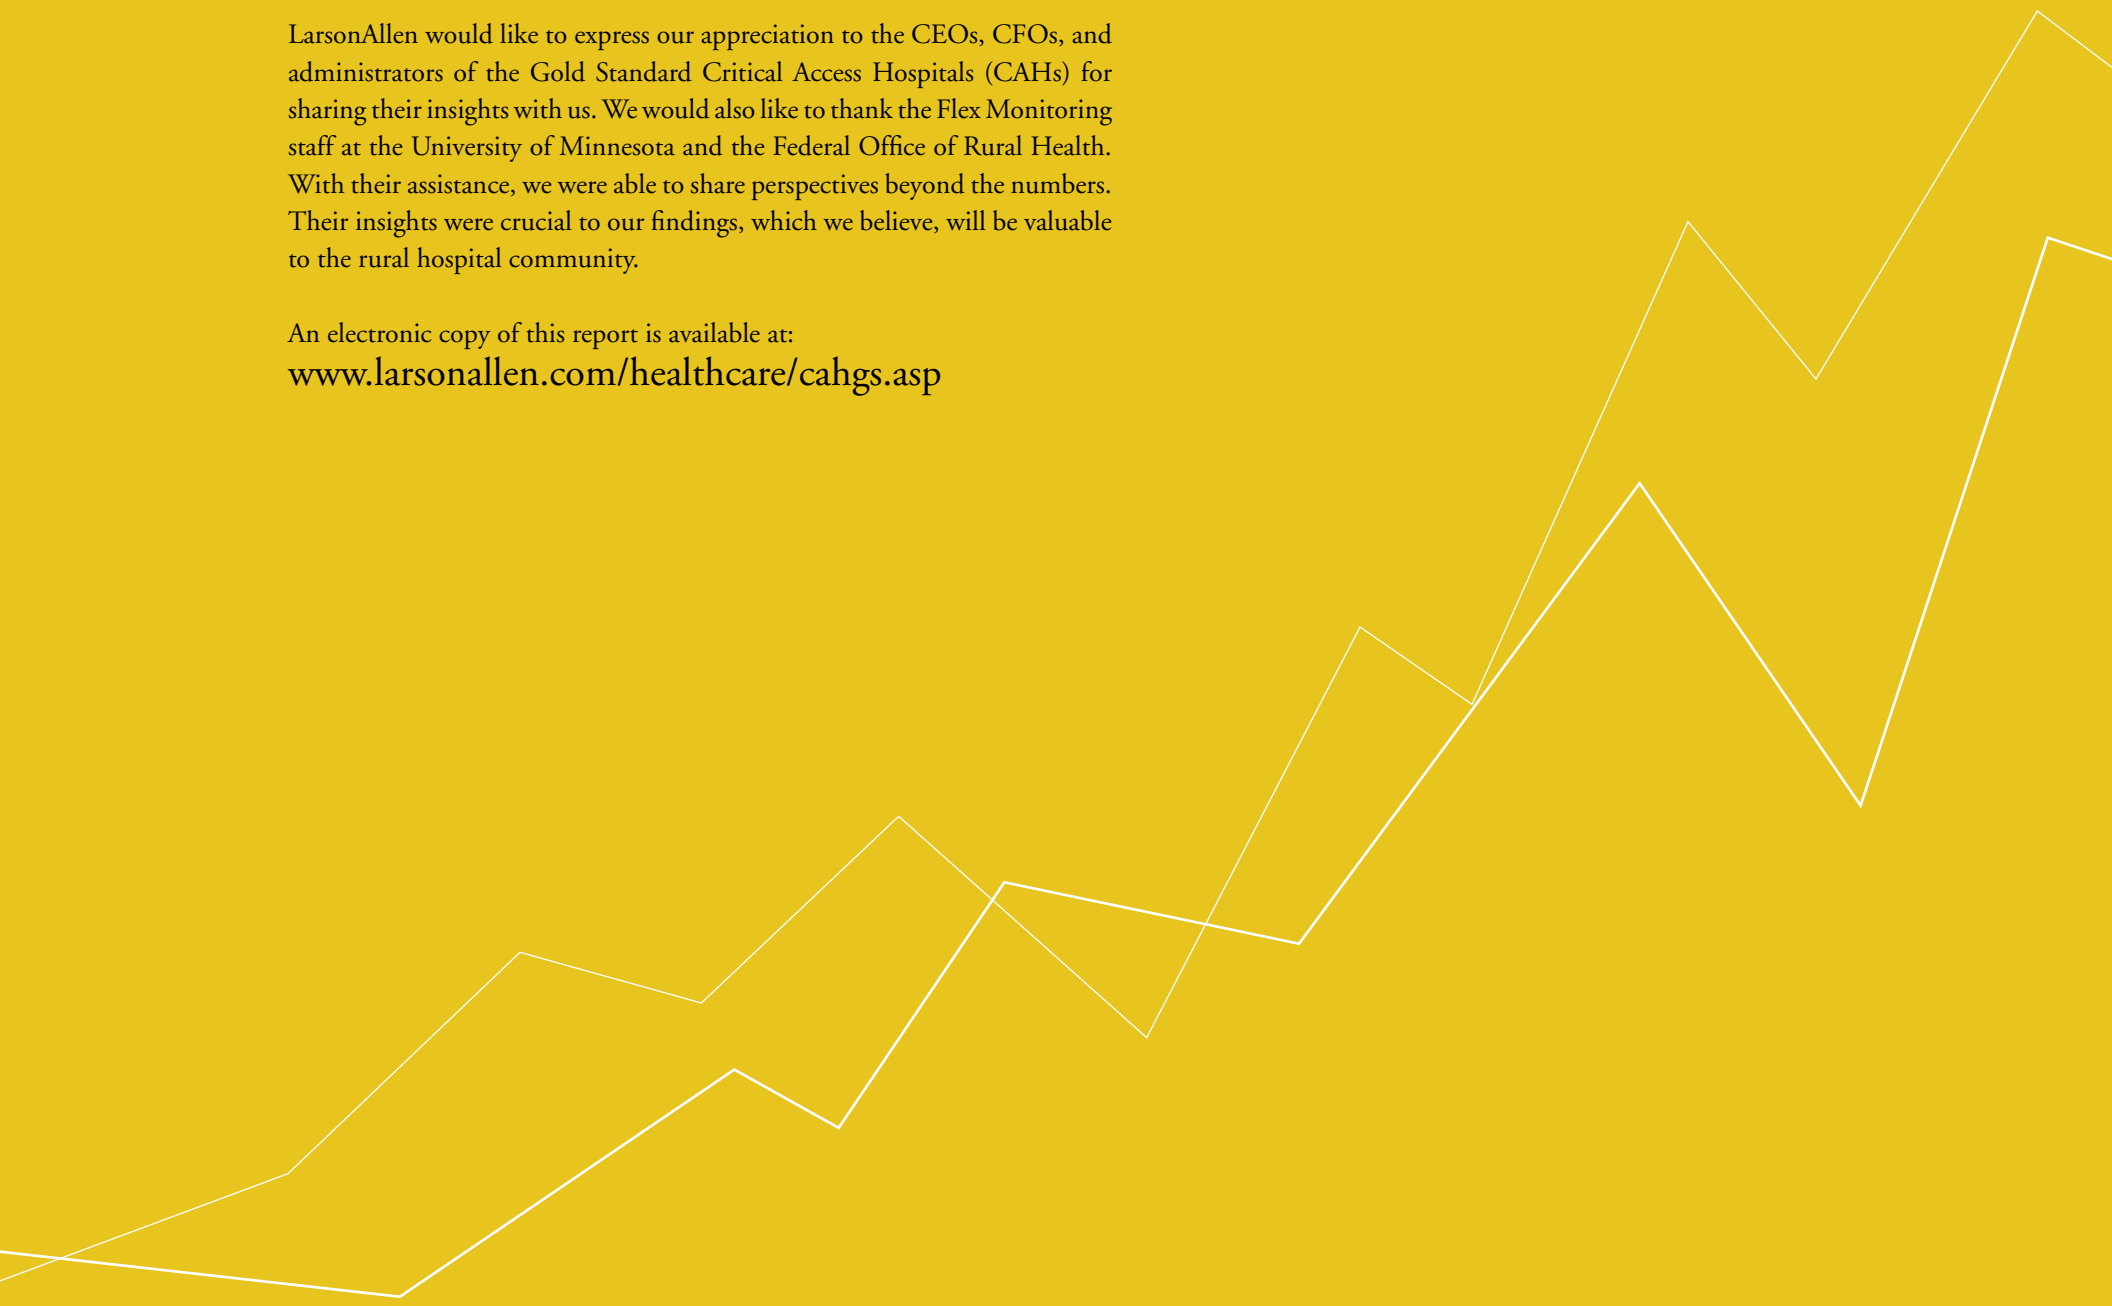 LarsonAllen would like to express our appreciation to the CEOs, CFOs, and
administrators of the Gold Standard Critical Access Hospitals (CAHs) for
sharing their insights with us. We would also like to thank the Flex Monitoring
staff at the University of Minnesota and the Federal Office of Rural Health.
With their assistance, we were able to share perspectives beyond the numbers.
Their insights were crucial to our findings, which we believe, will be valuable
to the rural hospital community.
An electronic copy of this report is available at:
www.larsonallen.com/healthcare/cahgs.asp